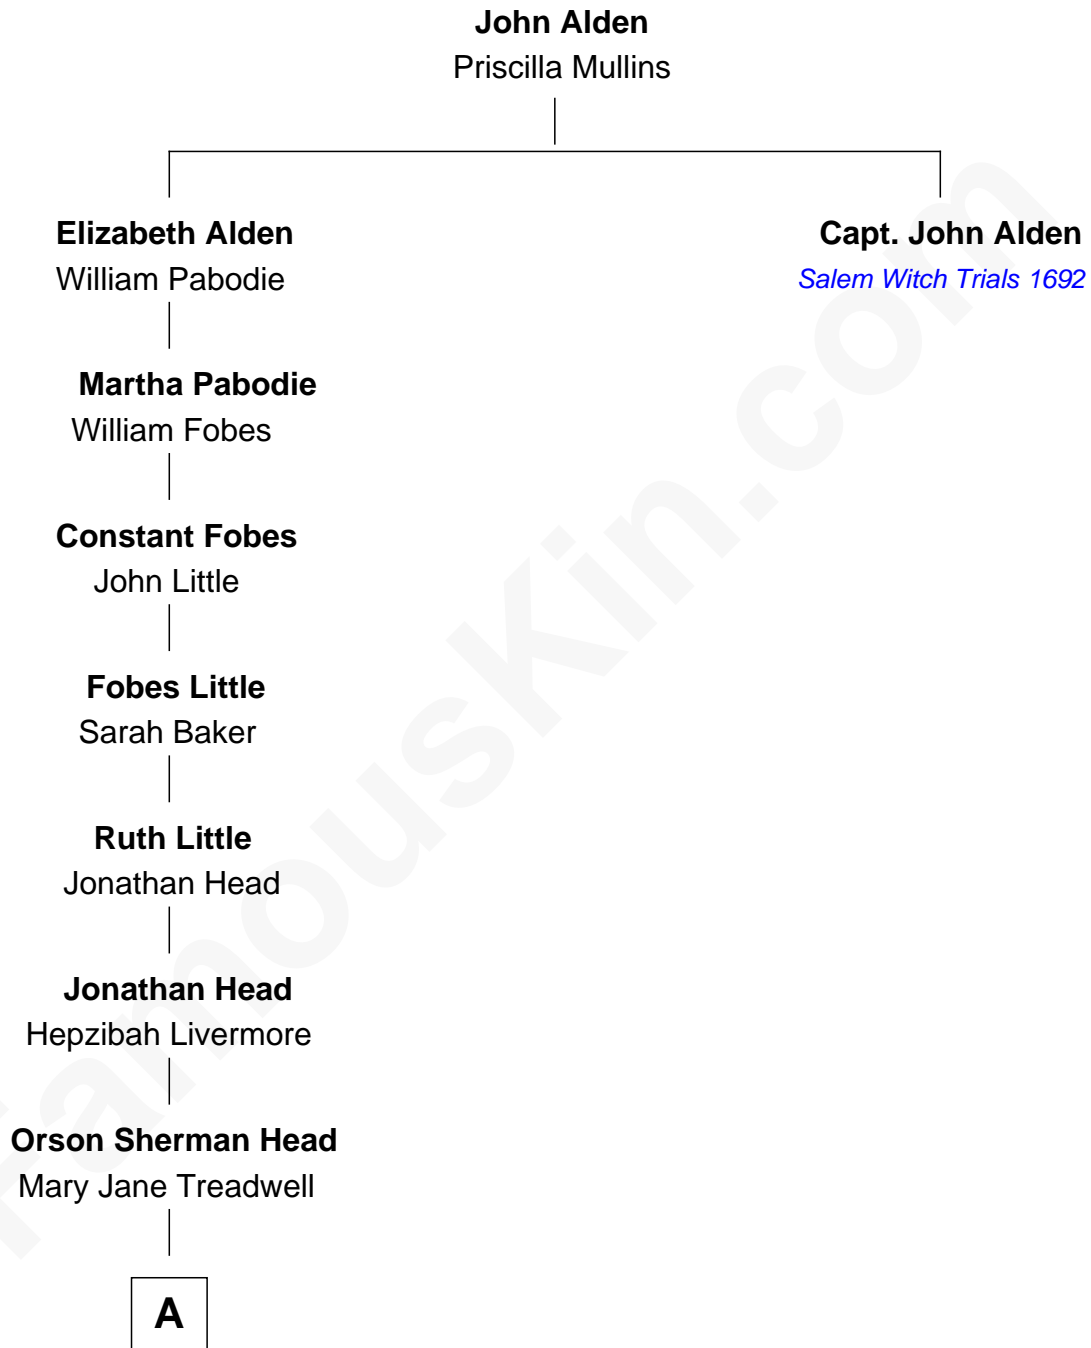 John Alden
Priscilla Mullins
Elizabeth Alden
William Pabodie
Capt. John Alden
Salem Witch Trials 1692
Martha Pabodie
William Fobes
Constant Fobes
John Little
Fobes Little
Sarah Baker
Ruth Little
Jonathan Head
Jonathan Head
Hepzibah Livermore
Orson Sherman Head
Mary Jane Treadwell
A
FamousKin.com